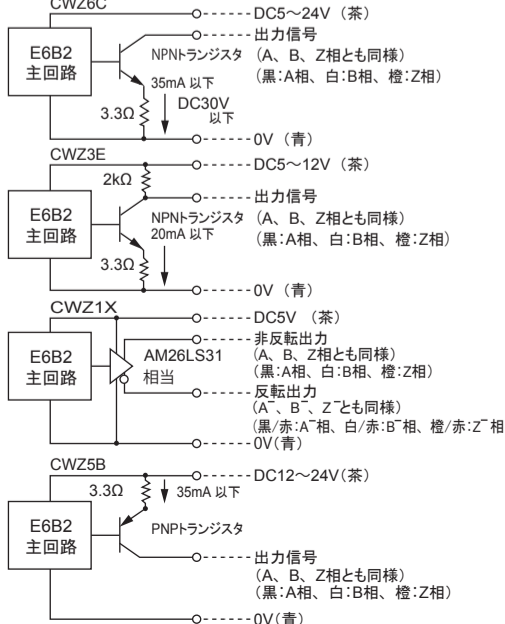 CWZ6C
DC5～24V（茶）
出力信号
E6B2
主回路
NPNトランジスタ
（A、B、Z相とも同様）
（黒：A相、白：B相、橙：Z相）
35mA 以下
DC30V
以下
3.3Ω
0V （青）
CWZ3E
DC5～12V（茶）
2kΩ
出力信号
E6B2
主回路
NPNトランジスタ
（A、B、Z相とも同様）
20mA 以下
（黒：A相、白：B相、橙：Z相）
3.3Ω
0V （青）
CWZ1X
DC5V （茶）
非反転出力
E6B2
主回路
AM26LS31
相当
（A、B、Z相とも同様）
（黒：A相、白：B相、橙：Z相）
反転出力
（A¯、B¯、Z¯とも同様）
（黒/赤：A¯相、白/赤：B¯相、橙/赤：Z¯相
0V（青）
CWZ5B
DC12～24V（茶）
3.3Ω
35mA 以下
E6B2
主回路
PNPトランジスタ
出力信号
（A、B、Z相とも同様）
（黒：A相、白：B相、橙：Z相）
0V（青）